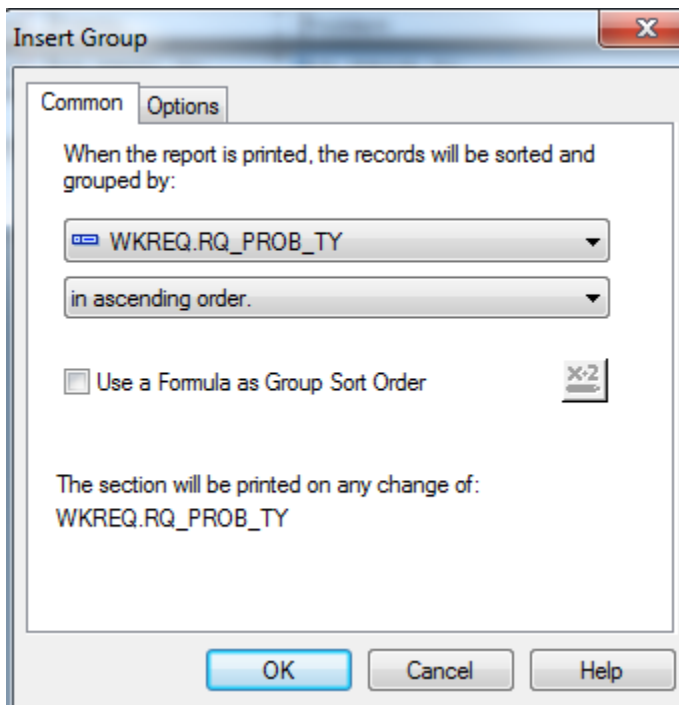 Insert Group
Common
Options
When the report is printed, the records will be sorted and
grouped by:
WKREQ.RQ_PROB_TY
in ascending order.
Use a Formula as Group Sort Order
X+2
The section will be printed on any change of:
WKREQ.RQ_PROB_TY
OK
Cancel
Help